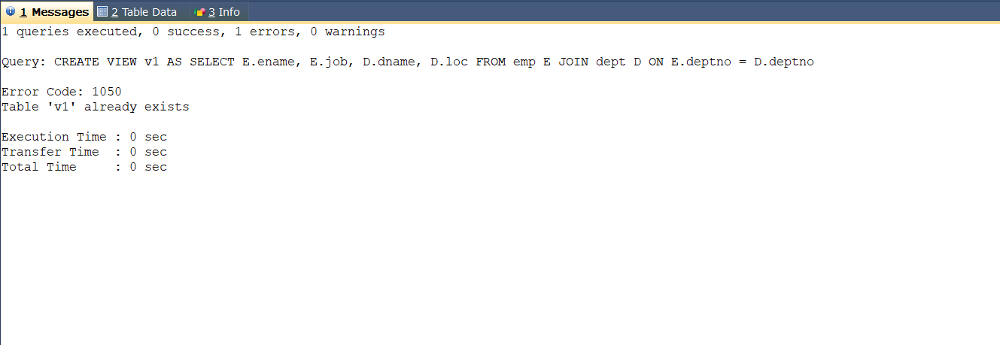 1 Messages 2 Table Data 3 Info
1 queries executed, 0 success, 1 errors, 0 warnings
Query: CREATE VIEW v1 AS SELECT E.ename, E.job, D.dname, D.loc FROM emp E JOIN dept D ON E.deptno = D.deptno
Error Code: 1050
Table 'v1' already exists
Execution Time : 0 sec
Transfer Time  : 0 sec
Total Time     : 0 sec